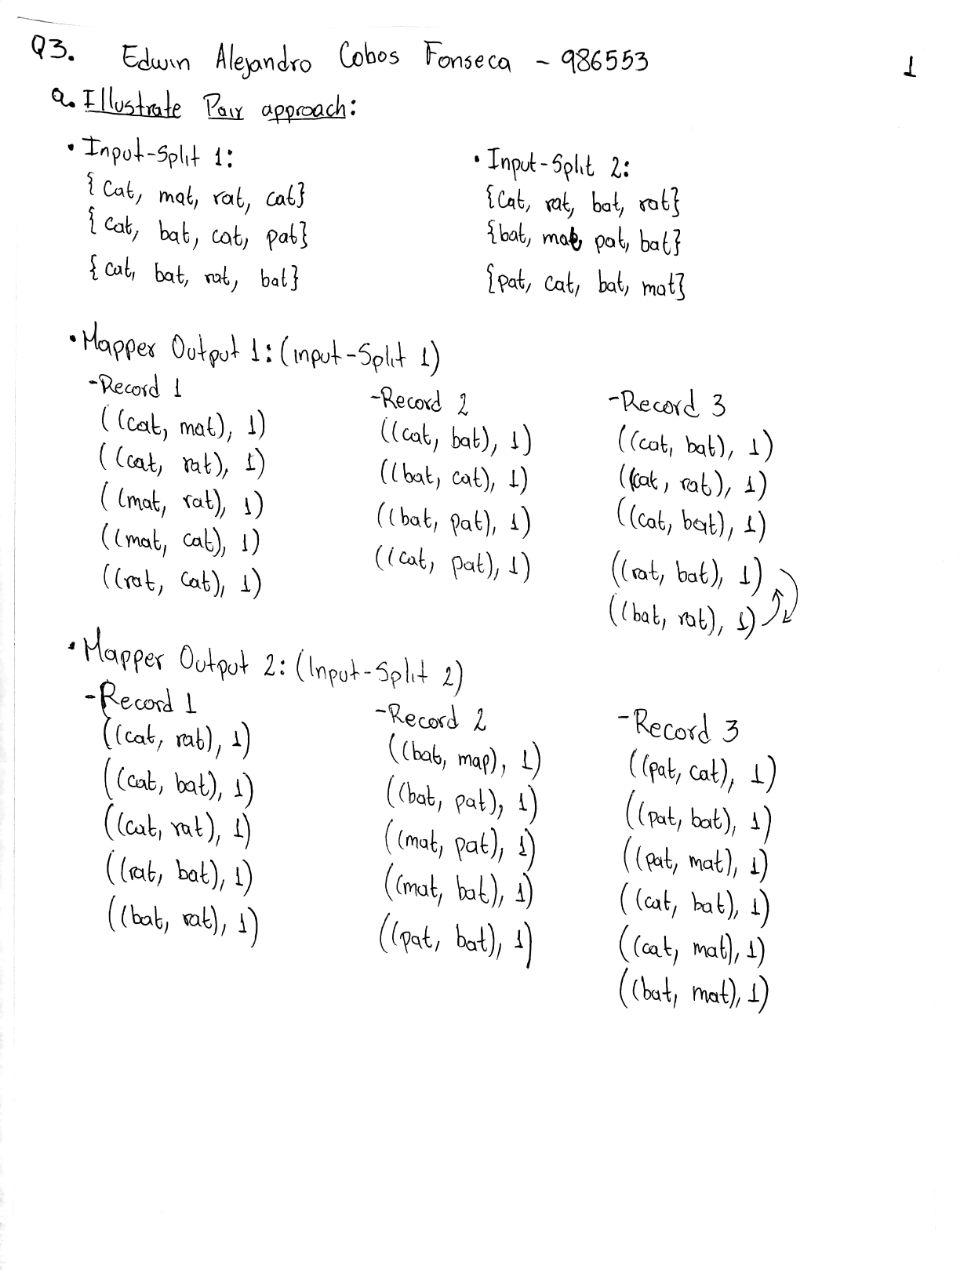 Q3. Edwin Alejandro Cobos Fonseca - 986553
1
a. Illustrate Pair approach:
• Input-Split 1:
{cat, mat, rat, cat}
{cat, bat, cat, pat}
{cat, bat, rat, bat}
• Input-Split 2:
{cat, rat, bat, rat}
{bat, mat, pat, bat}
{pat, cat, bat, mat}
• Mapper Output 1: (input-Split 1)
-Record 1
((cat, mat), 1)
((cat, rat), 1)
((mat, rat), 1)
((mat, cat), 1)
((rat, cat), 1)
-Record 2
((cat, bat), 1)
((bat, cat), 1)
((bat, pat), 1)
((cat, pat), 1)
-Record 3
((cat, bat), 1)
((cat, rat), 1)
((cat, bat), 1)
((rat, bat), 1)
((bat, rat), 1)
• Mapper Output 2: (Input-Split 2)
-Record 1
((cat, rat), 1)
((cat, bat), 1)
((cat, rat), 1)
((rat, bat), 1)
((bat, rat), 1)
-Record 2
((bat, map), 1)
((bat, pat), 1)
((mat, pat), 1)
((mat, bat), 1)
((pat, bat), 1)
-Record 3
((pat, cat), 1)
((pat, bat), 1)
((pat, mat), 1)
((cat, bat), 1)
((cat, mat), 1)
((bat, mat), 1)